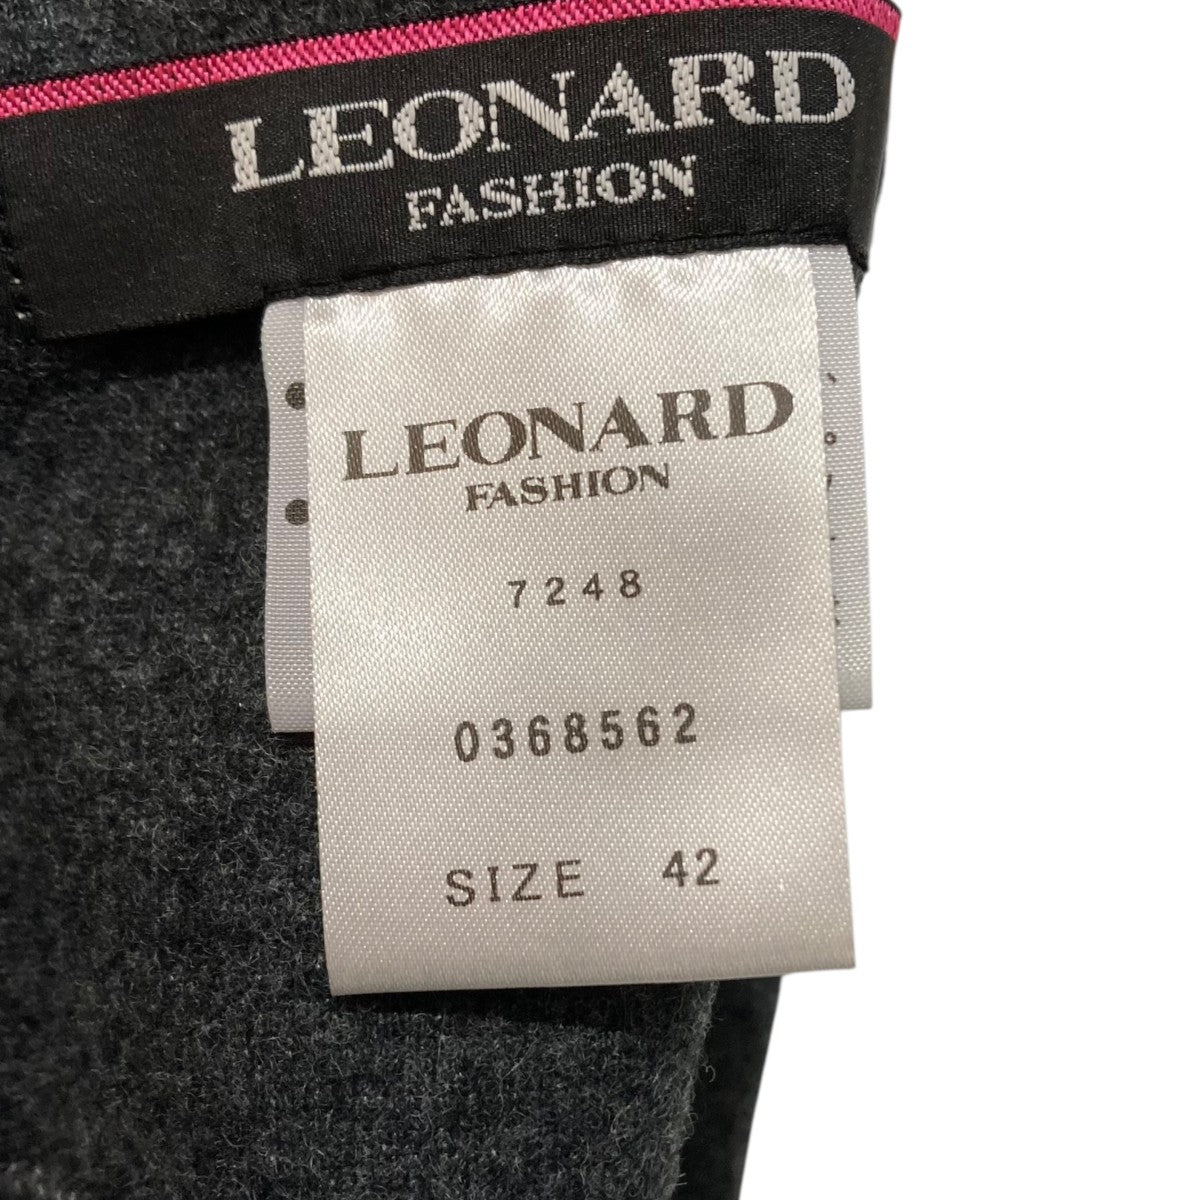 LEONARD
FASHION
LEONARD
FASHION
7248
0368562
SIZE 42